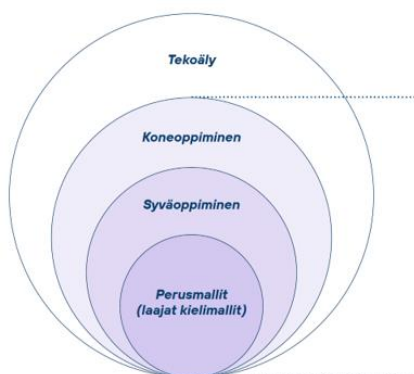 Tekoäly
Koneoppiminen
Syväoppiminen
Perusmallit
(laajat kielimallit)